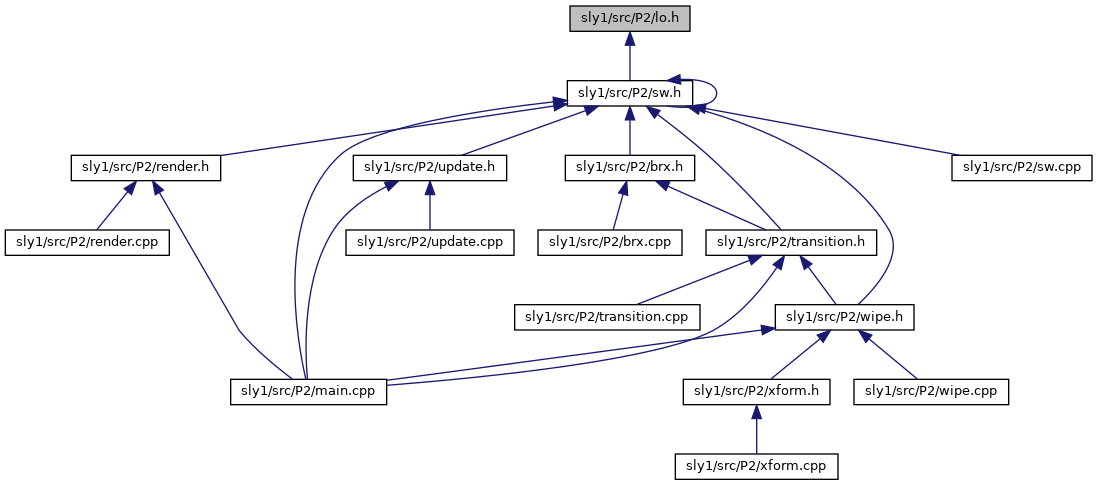 sly1/src/P2/lo.h
sly1/src/P2/sw.h
sly1/src/P2/render.h
sly1/src/P2/update.h
sly1/src/P2/brx.h
sly1/src/P2/sw.cpp
sly1/src/P2/render.cpp
sly1/src/P2/update.cpp
sly1/src/P2/brx.cpp
sly1/src/P2/transition.h
sly1/src/P2/transition.cpp
sly1/src/P2/wipe.h
sly1/src/P2/main.cpp
sly1/src/P2/xform.h
sly1/src/P2/wipe.cpp
sly1/src/P2/xform.cpp